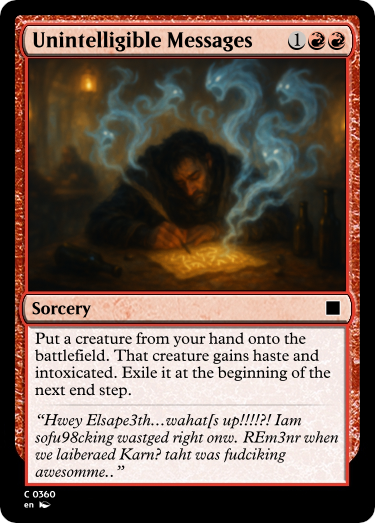 Unintelligible Messages 1
Sorcery
Put a creature from your hand onto the
battlefield. That creature gains haste and
intoxicated. Exile it at the beginning of the
next end step.
“Hwey Elsape3th…wahat[s up!!!!?! Iam
sofu98cking wastged right onw. REm3nr when
we laiberaed Karn? taht was fudciking
awesomme..”
C 0360
en